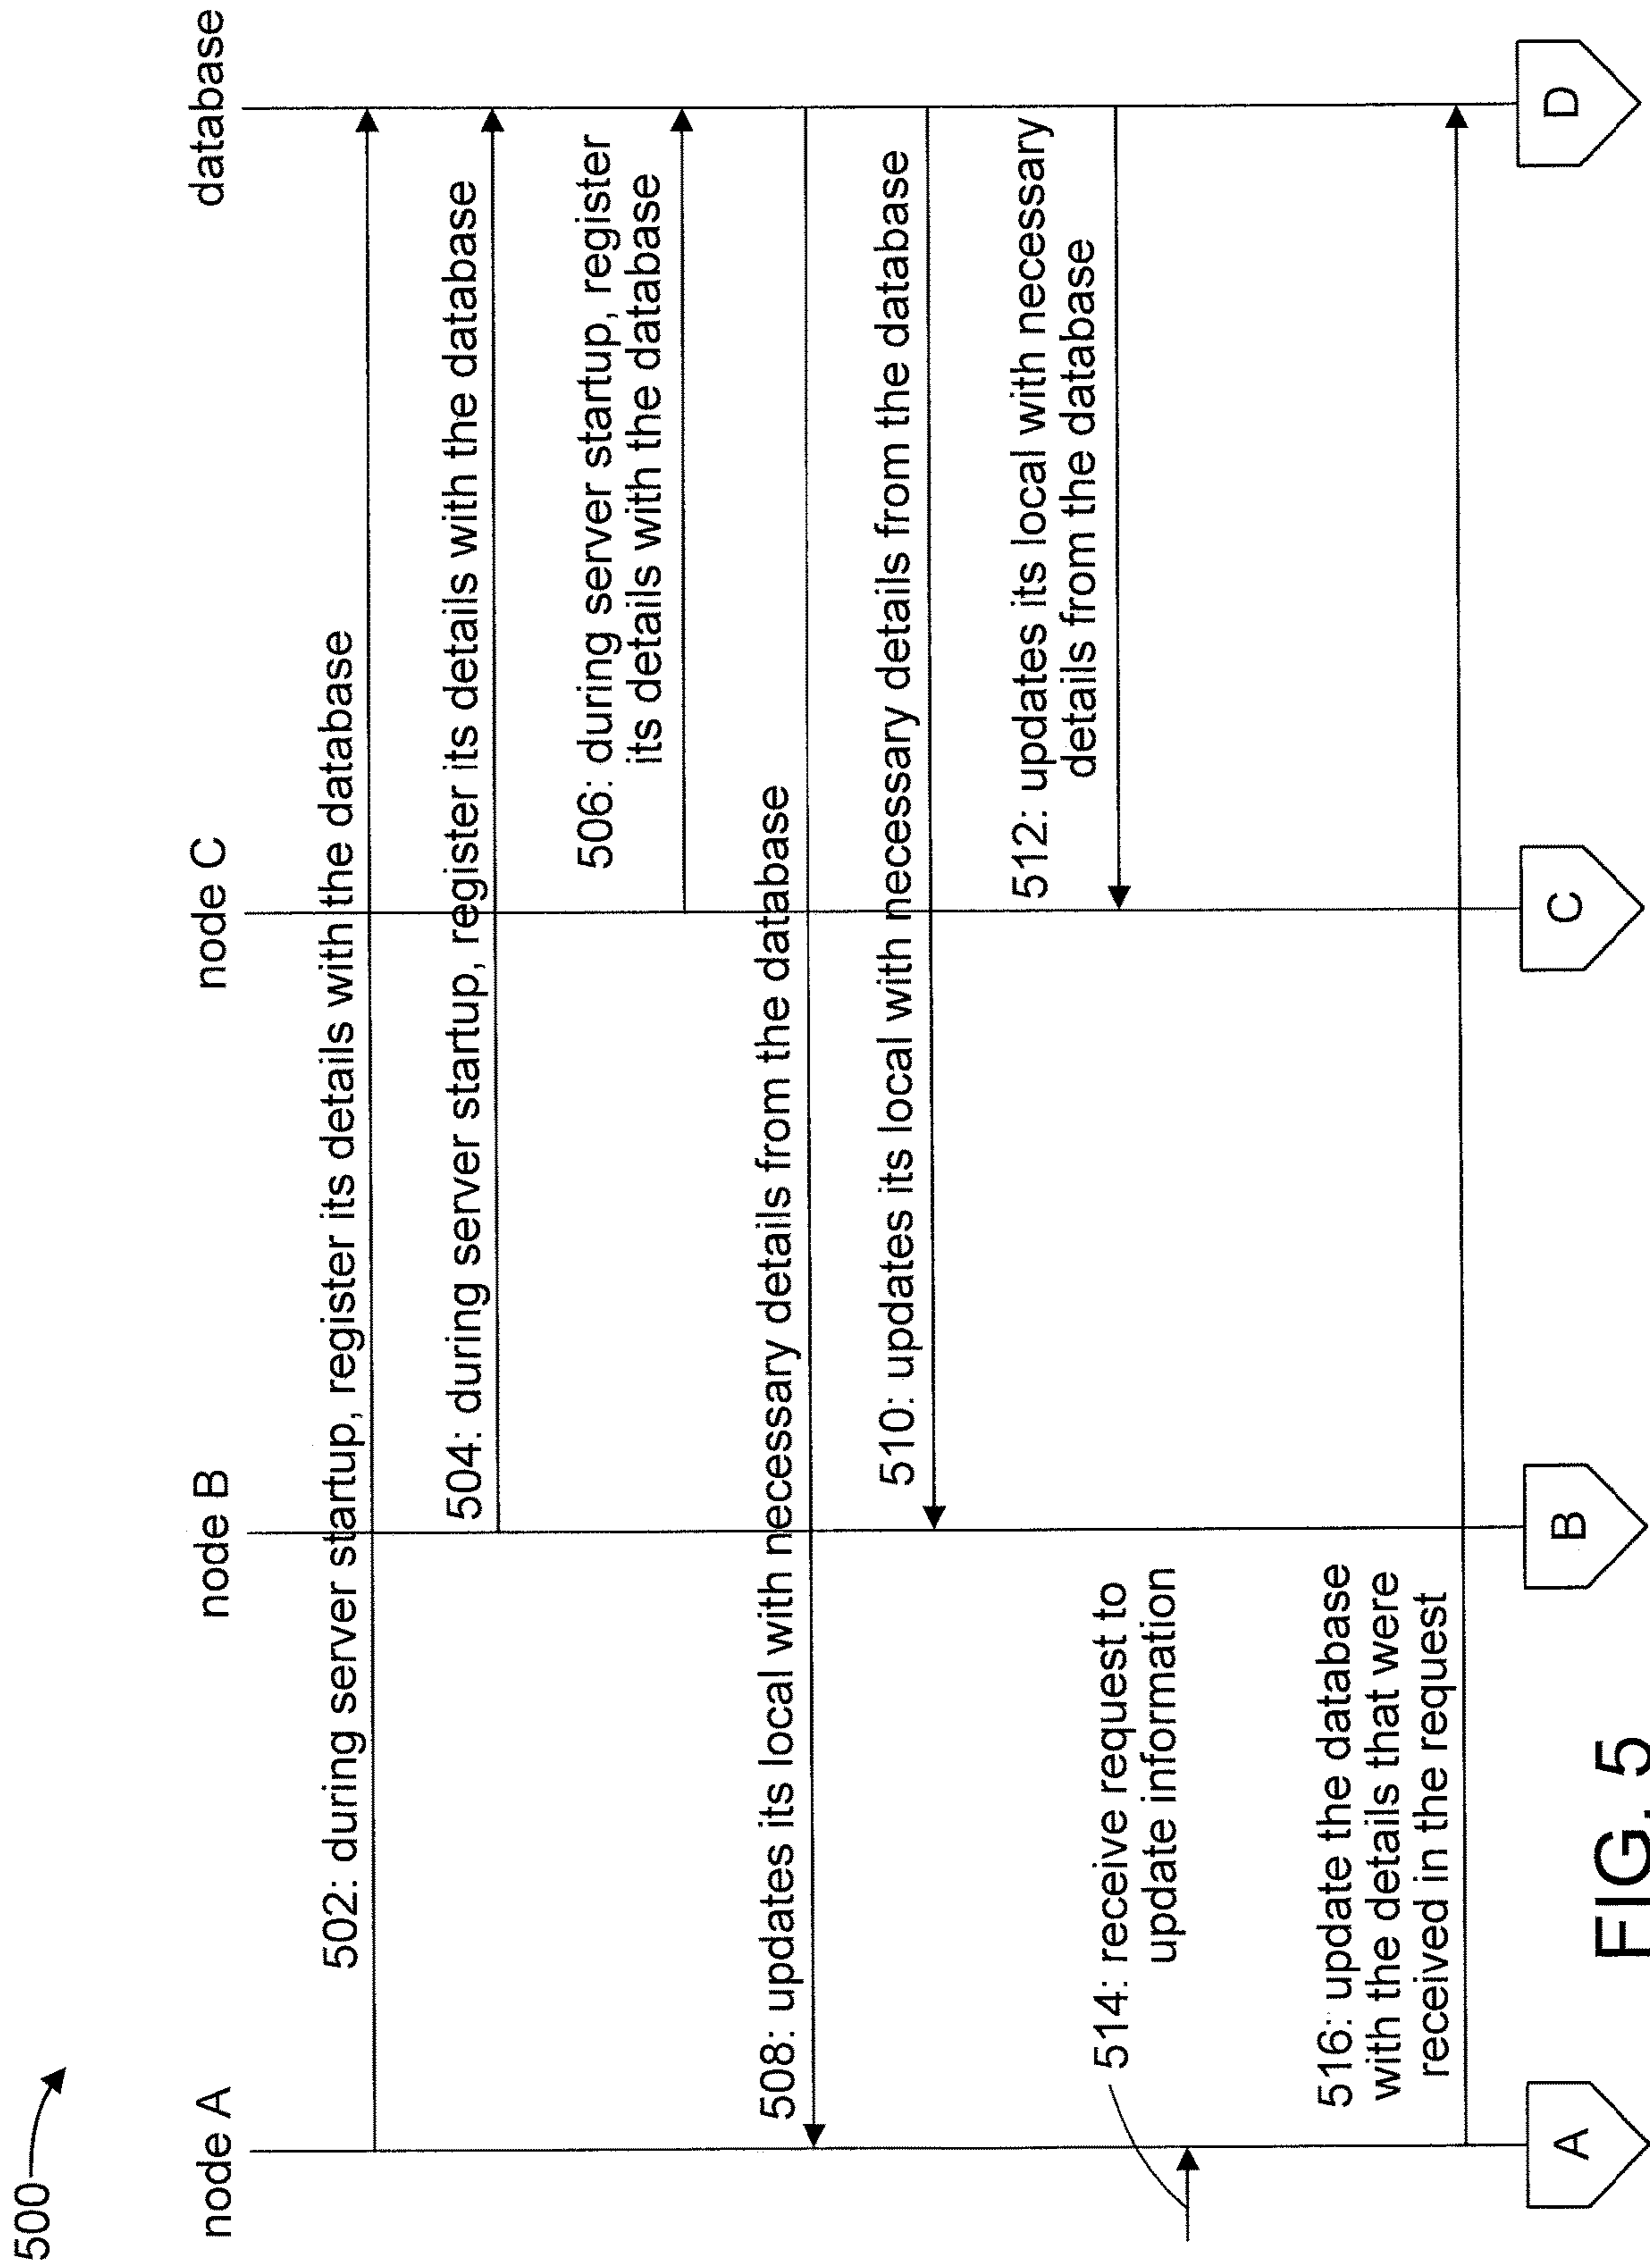 500
node A
node B
node C
database
502: during server startup, register its details with the database
504: during server startup, register its details with the database
506: during server startup, register
its details with the database
508: updates its local with necessary details from the database
510: updates its local with necessary details from the database
512: updates its local with necessary
details from the database
514: receive request to
update information
516: update the database
with the details that were
received in the request
A
B
C
D
FIG. 5